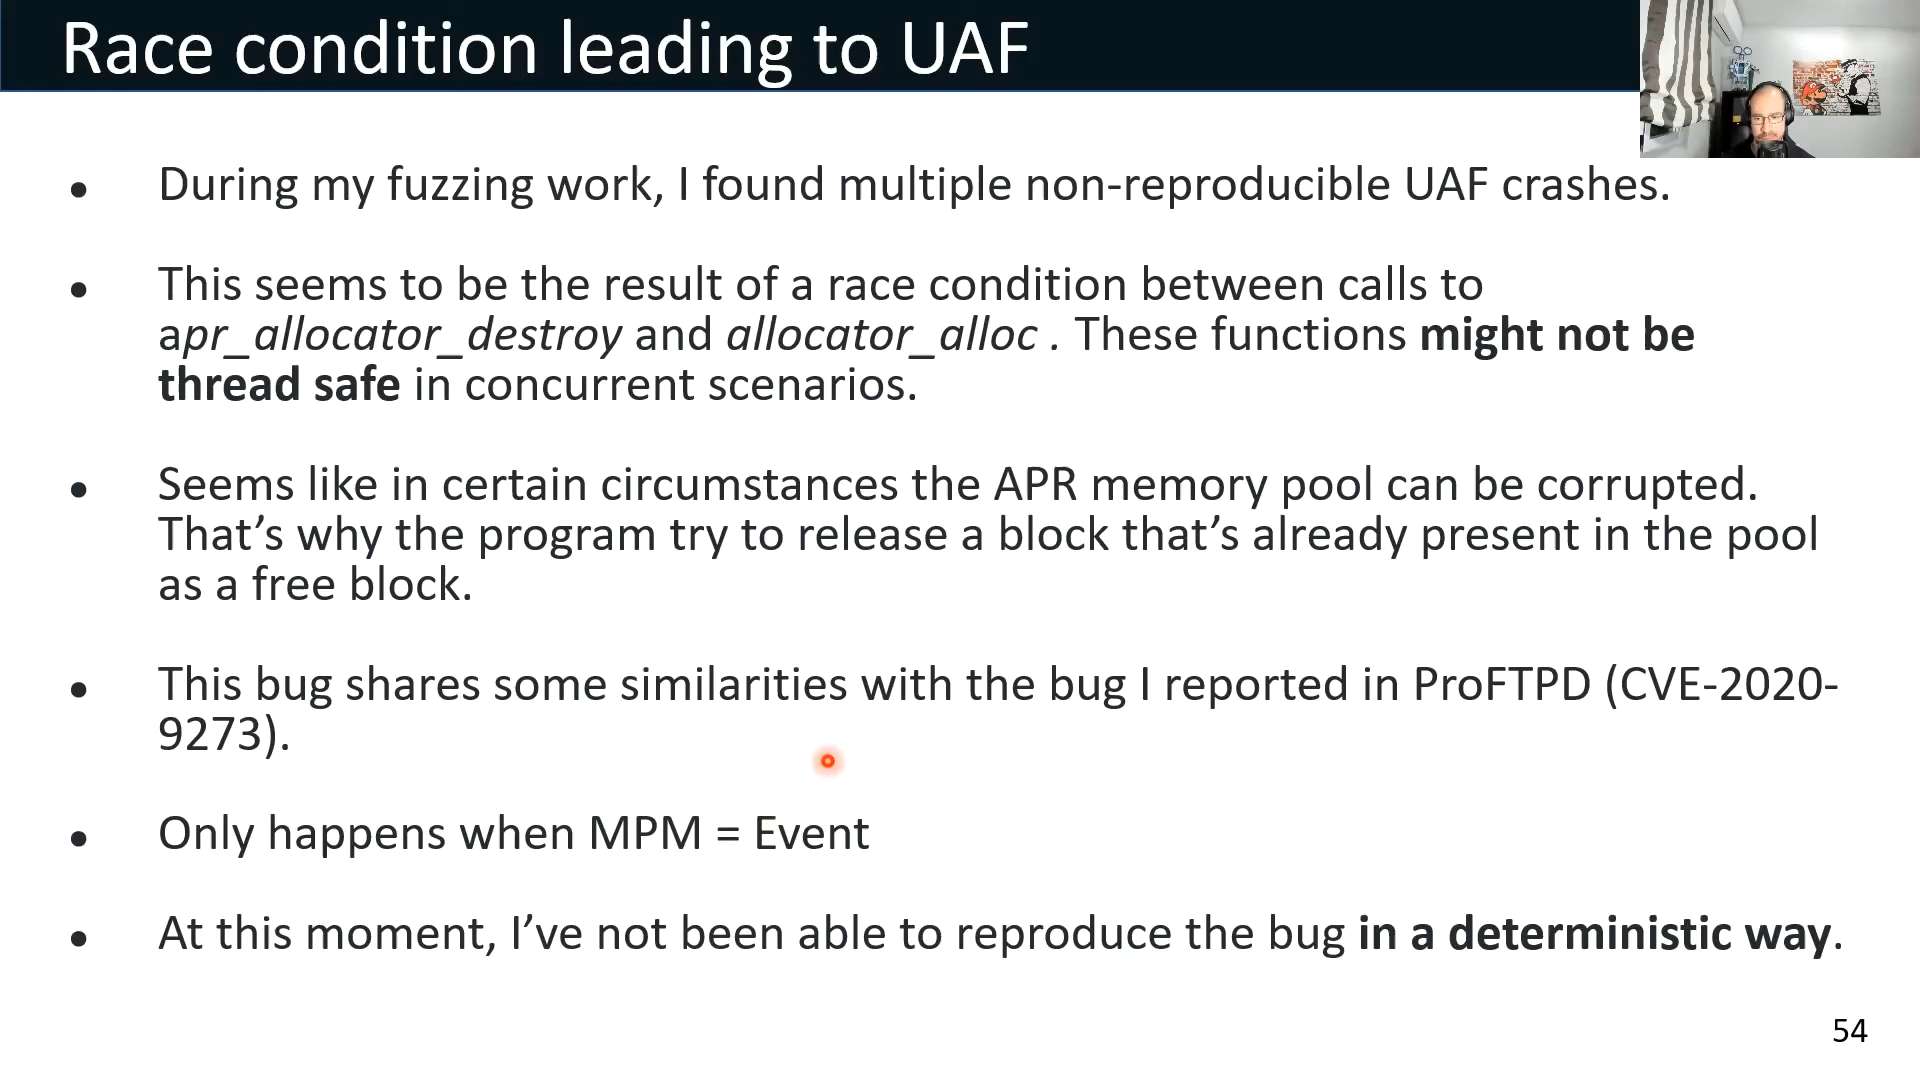 Race condition leading to UAF
• During my fuzzing work, I found multiple non-reproducible UAF crashes.
• This seems to be the result of a race condition between calls to
apr_allocator_destroy and allocator_alloc . These functions might not be
thread safe in concurrent scenarios.
• Seems like in certain circumstances the APR memory pool can be corrupted.
That’s why the program try to release a block that’s already present in the pool
as a free block.
• This bug shares some similarities with the bug I reported in ProFTPD (CVE-2020-
9273).
• Only happens when MPM = Event
• At this moment, I’ve not been able to reproduce the bug in a deterministic way.
54